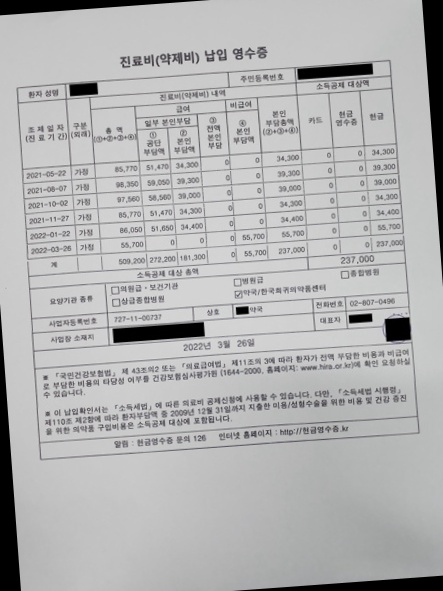 진료비(약제비) 납입 영수증
환자 성명 주민등록번호
진료비(약제비) 내역 소득공제 대상액
조 제 일 자 (진 료 기 간) 구분 (외래) 총 액 (①+②+③+④) 급여 비급여 본인 부담총액 (②+③+④) 카드 현금 영수증 현금
일부 본인부담 ③ 전액 본인 부담 ④ 본인 부담액
① 공단 부담액 ② 본인 부담액
2021-05-22 가정 85,770 51,470 34,300 0 0 34,300 0 0 34,300
2021-08-07 가정 98,350 59,050 39,300 0 0 39,300 0 0 39,300
2021-10-02 가정 97,560 58,560 39,000 0 0 39,000 0 0 39,000
2021-11-27 가정 85,770 51,470 34,300 0 0 34,300 0 0 34,300
2022-01-22 가정 86,050 51,650 34,400 0 0 34,400 0 0 34,400
2022-03-26 가정 55,700 0 0 0 55,700 55,700 0 0 55,700
계 509,200 272,200 181,300 0 55,700 237,000 0 0 237,000
소득공제 대상 총액 237,000
요양기관 종류 □의원급·보건기관 □병원급 □종합병원
□상급종합병원 ☑약국/한국희귀의약품센터
사업자등록번호 727-11-00737 상호 약국 전화번호 02-807-0496
사업장 소재지 대표자
2022년 3월 26일
※ 「국민건강보험법」 제 43조의2 또는 「의료급여법」 제11조의 3에 따라 환자가 전액 부담한 비용과 비급여
로 부담한 비용의 타당성 여부를 건강보험심사평가원 (1644-2000, 홈페이지: www.hira.or.kr)에 확인 요청하실
수 있습니다.
※ 이 납입확인서는 「소득세법」에 따른 의료비 공제신청에 사용할 수 있습니다. 다만, 「소득세법 시행령」
제110조 제2항에 따라 환자부담액 중 2009년 12월 31일까지 지출한 미용/성형수술을 위한 비용 및 건강 증진
을 위한 의약품 구입비용은 소득공제 대상에 포함됩니다.
알림 : 현금영수증 문의 126 인터넷 홈페이지 : http://현금영수증.kr